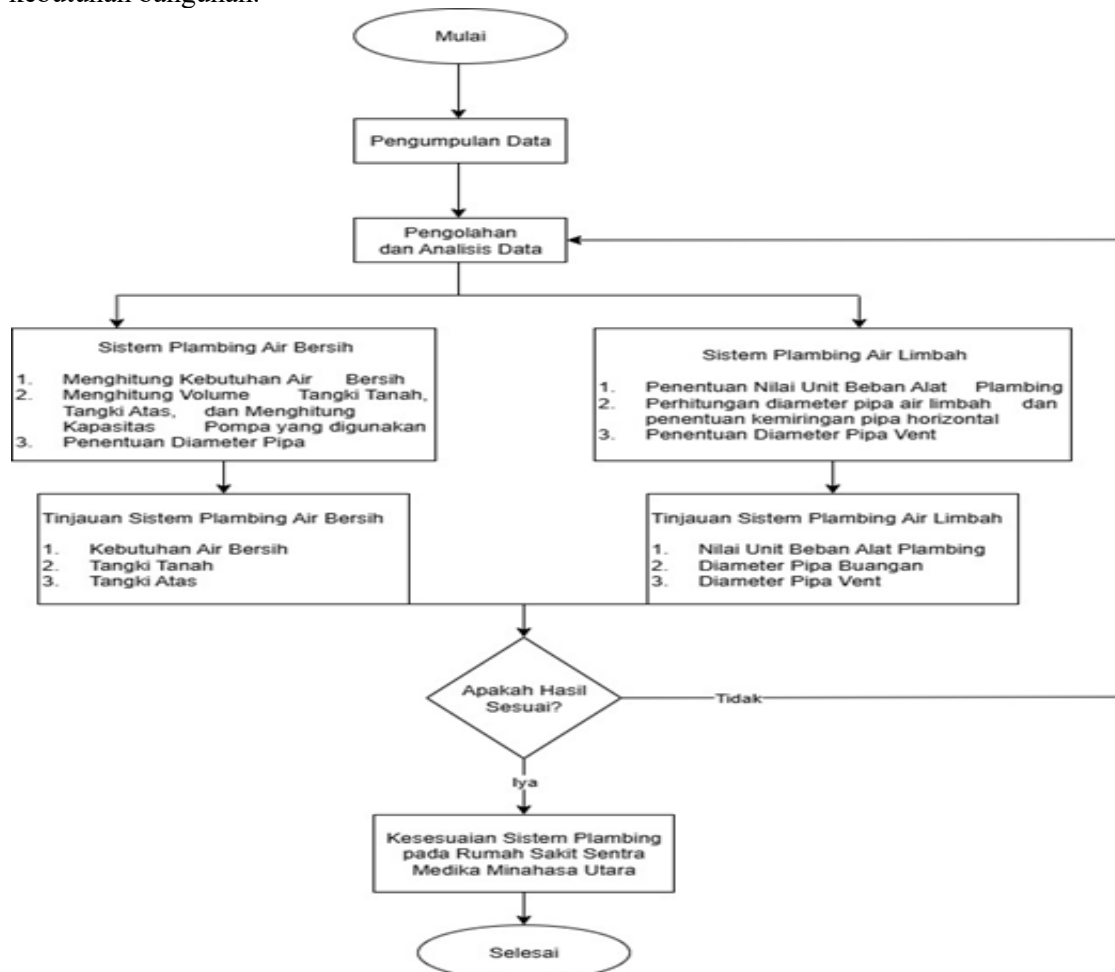 kebutuhan bangunan.
Mulai
Pengumpulan Data
Pengolahan
dan Analisis Data
Sistem Plambing Air Bersih
1. Menghitung Kebutuhan Air Bersih
2. Menghitung Volume Tangki Tanah,
Tangki Atas, dan Menghitung
Kapasitas Pompa yang digunakan
3. Penentuan Diameter Pipa
Sistem Plambing Air Limbah
1. Penentuan Nilai Unit Beban Alat Plambing
2. Perhitungan diameter pipa air limbah dan
penentuan kemiringan pipa horizontal
3. Penentuan Diameter Pipa Vent
Tinjauan Sistem Plambing Air Bersih
1. Kebutuhan Air Bersih
2. Tangki Tanah
3. Tangki Atas
Tinjauan Sistem Plambing Air Limbah
1. Nilai Unit Beban Alat Plambing
2. Diameter Pipa Buangan
3. Diameter Pipa Vent
Apakah Hasil
Sesuai?
Tidak
Iya
Kesesuaian Sistem Plambing
pada Rumah Sakit Sentra
Medika Minahasa Utara
Selesai